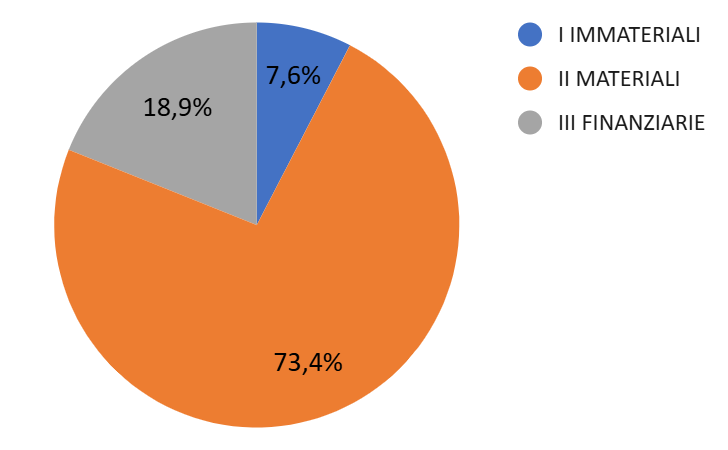 I IMMATERIALI
II MATERIALI
III FINANZIARIE
7,6%
18,9%
73,4%